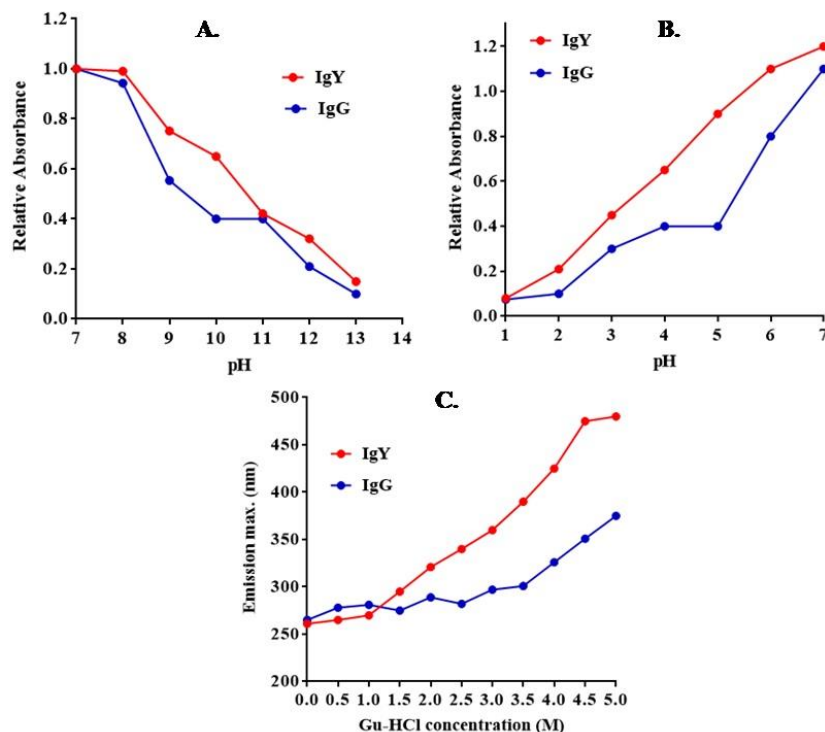 A.
IgY
IgG
Relative Absorbance
1.0
0.8
0.6
0.4
0.2
0.0
7 8 9 10 11 12 13 14
pH
B.
IgY
IgG
Relative Absorbance
1.2
1.0
0.8
0.6
0.4
0.2
0.0
1 2 3 4 5 6 7
pH
C.
IgY
IgG
Emission max. (nm)
500
450
400
350
300
250
200
0.0 0.5 1.0 1.5 2.0 2.5 3.0 3.5 4.0 4.5 5.0
Gu-HCl concentration (M)